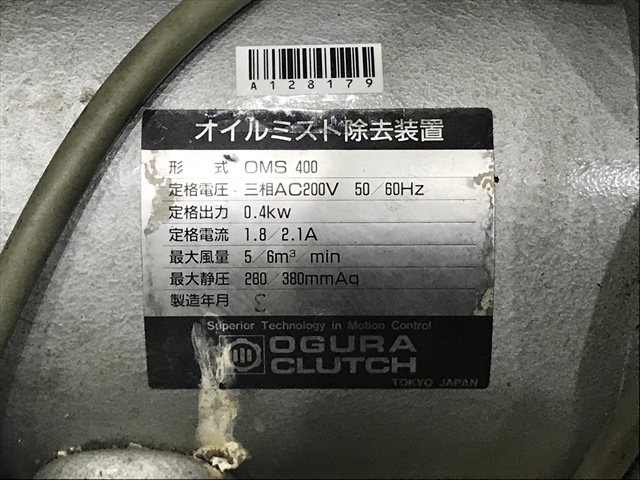 A128179
オイルミスト除去装置
形 式 OMS 400
定格電圧 三相AC200V 50/60Hz
定格出力 0.4kw
定格電流 1.8/2.1A
最大風量 5/6m³/min
最大静圧 280/380mmAq
製造年月
Superior Technology in Motion Control
OGURA
CLUTCH
TOKYO JAPAN